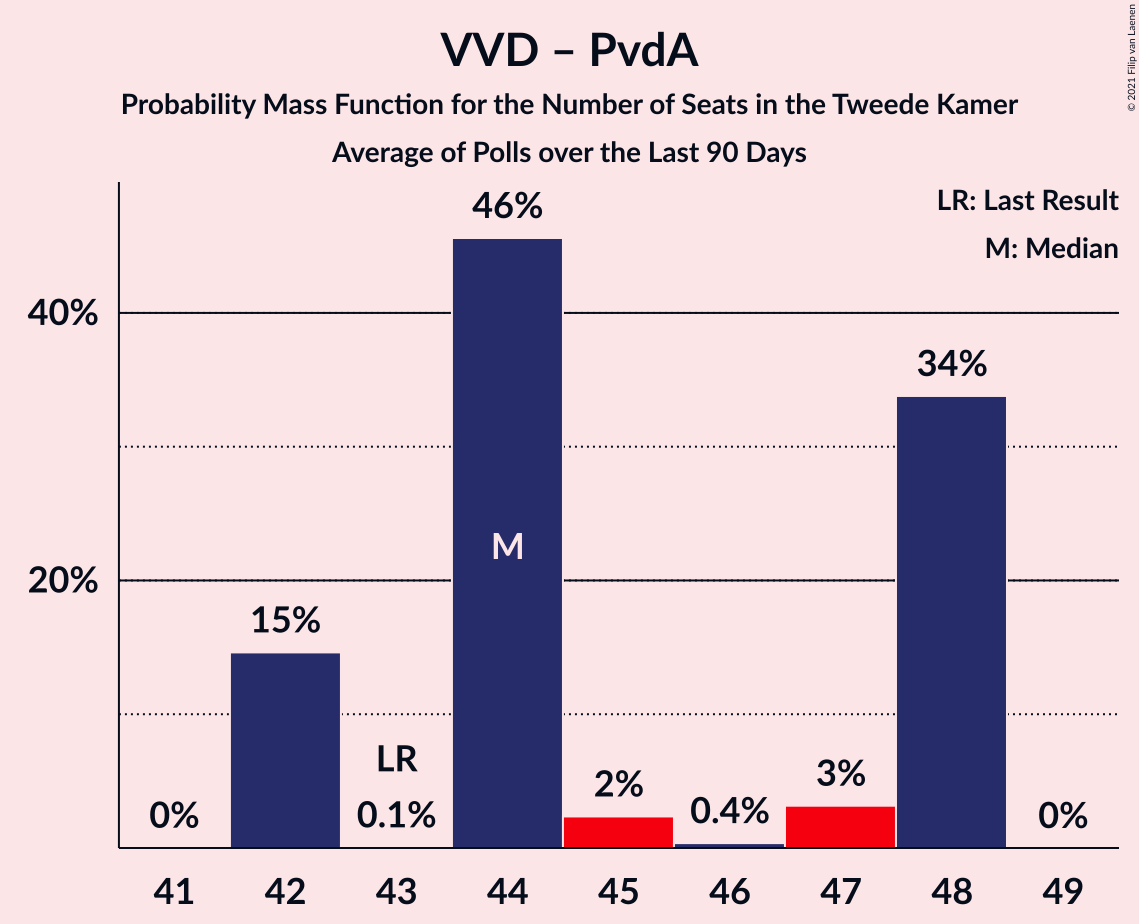 VVD – PvdA
Probability Mass Function for the Number of Seats in the Tweede Kamer
Average of Polls over the Last 90 Days
© 2021 Filip van Laenen
LR: Last Result
M: Median
46%
40%
34%
M
20%
15%
LR
0%
0.1%
2%
0.4%
3%
0%
41 42 43 44 45 46 47 48 49